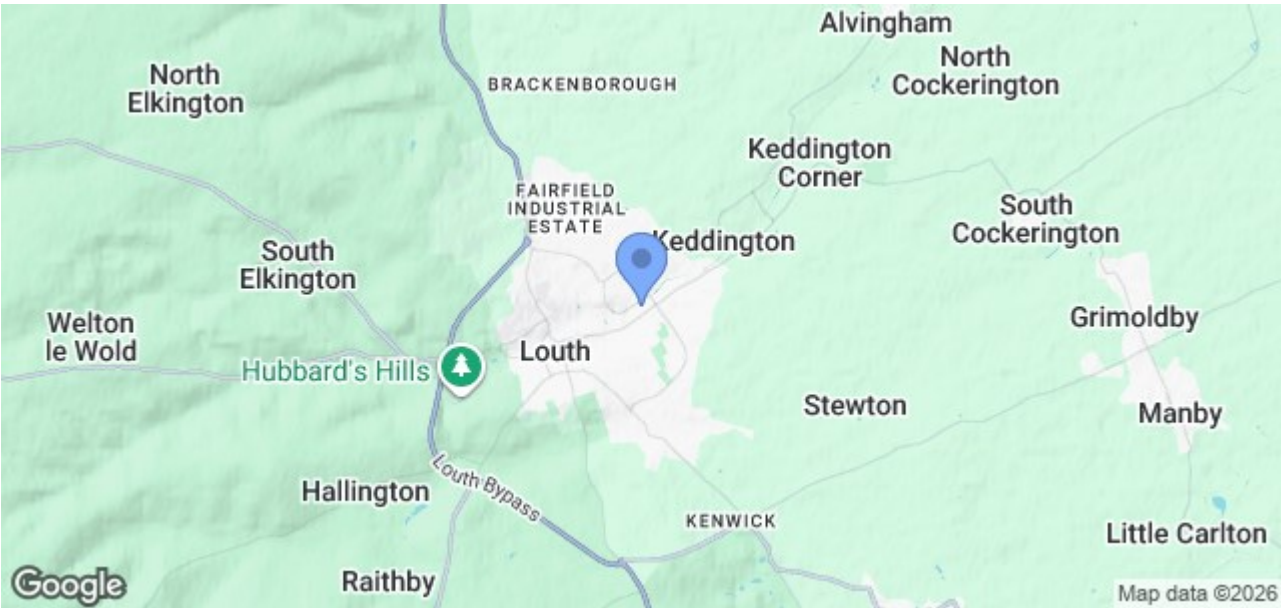 Alvingham
North
Elkington
North
Cockerington
BRACKENBOROUGH
Keddington
Corner
FAIRFIELD
INDUSTRIAL
ESTATE
South
Cockerington
Keddington
South
Elkington
Welton
le Wold
Grimoldby
Louth
Hubbard's Hills
Stewton
Manby
Louth Bypass
Hallington
KENWICK
Little Carlton
Raithby
Google
Map data ©2026